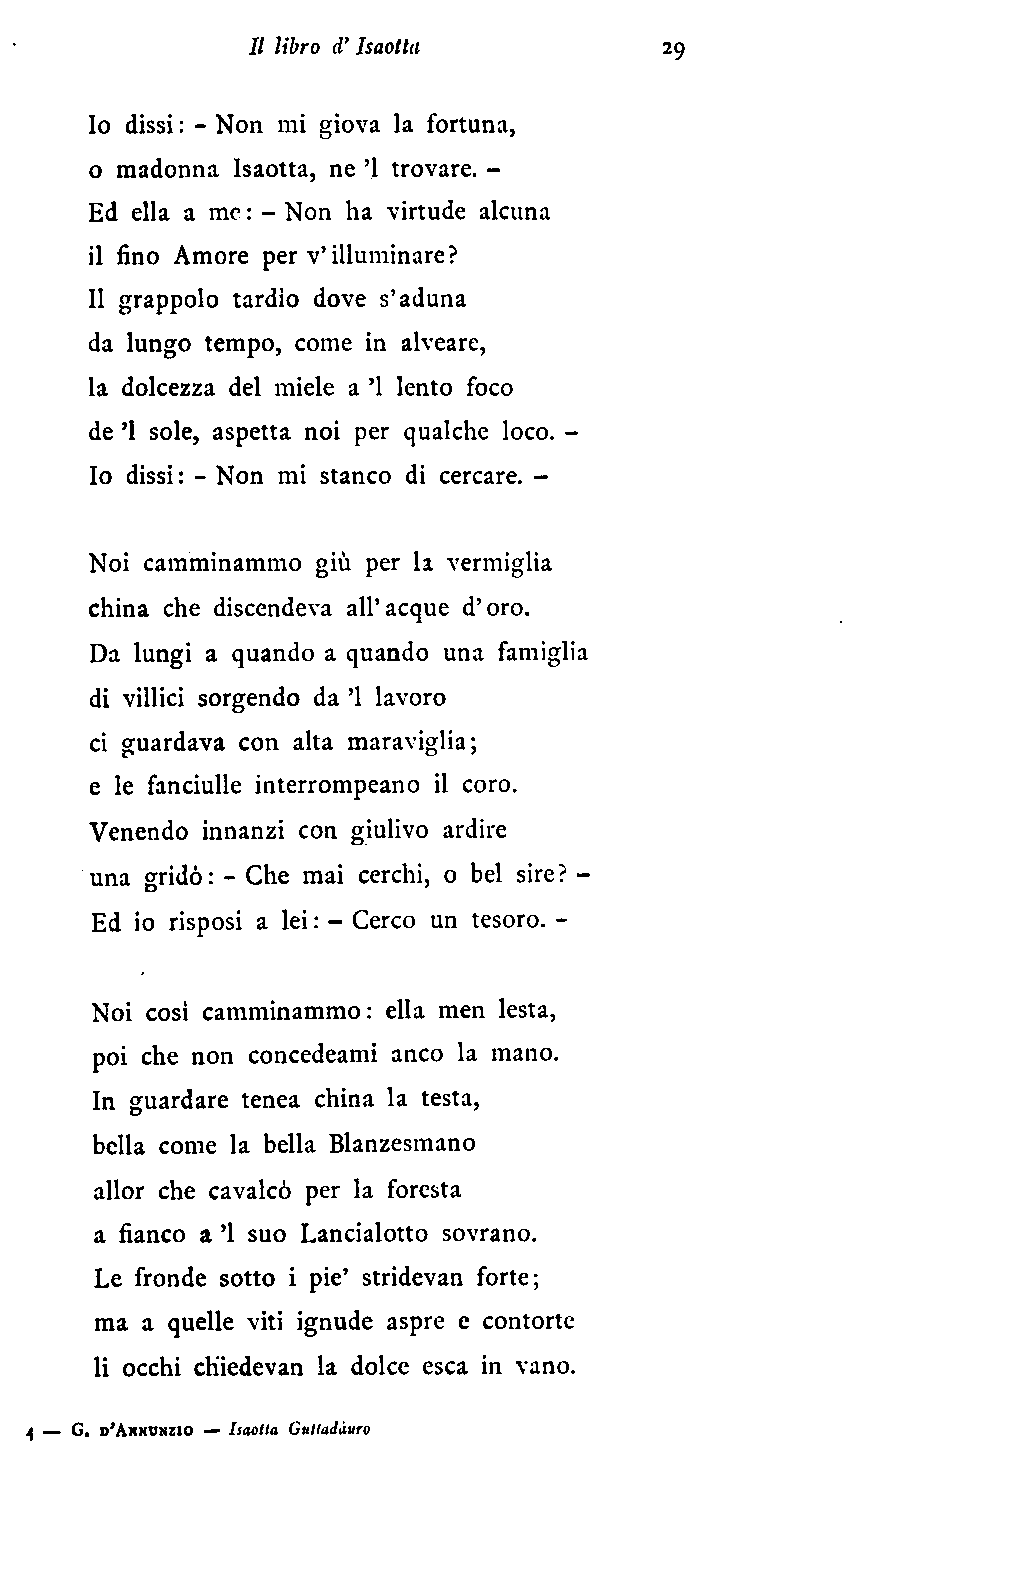 Il libro d' Isaotta 29
Io dissi: – Non mi giova la fortuna,
o madonna Isaotta, ne 'l trovare. –
Ed ella a me: – Non ha virtude alcuna
il fino Amore per v' illuminare?
Il grappolo tardìo dove s' aduna
da lungo tempo, come in alveare,
la dolcezza del miele a 'l lento foco
de 'l sole, aspetta noi per qualche loco. –
Io dissi: – Non mi stanco di cercare. –
Noi camminammo giù per la vermiglia
china che discendeva all' acque d' oro.
Da lungi a quando a quando una famiglia
di villici sorgendo da 'l lavoro
ci guardava con alta maraviglia;
e le fanciulle interrompeano il coro.
Venendo innanzi con giulivo ardire
una gridò: – Che mai cerchi, o bel sire? –
Ed io risposi a lei: – Cerco un tesoro. –
Noi così camminammo: ella men lesta,
poi che non concedeami anco la mano.
In guardare tenea china la testa,
bella come la bella Blanzesmano
allor che cavalcò per la foresta
a fianco a 'l suo Lancialotto sovrano.
Le fronde sotto i pie' stridevan forte;
ma a quelle viti ignude aspre e contorte
li occhi chiedevan la dolce esca in vano.
4 — G. D'ANNUNZIO — Isaotta Guttadàuro